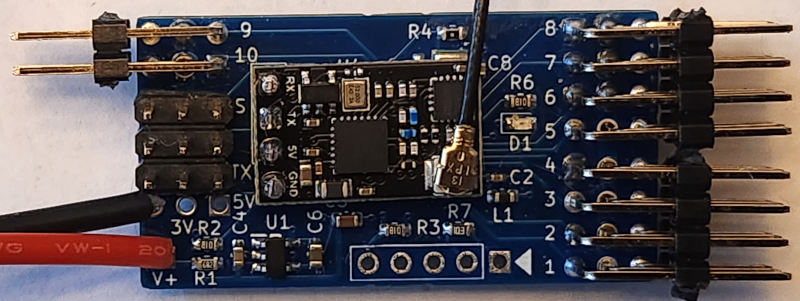 9
10
S
TX
5V
3V
R2
R1
V+
C4
U1
C6
R3
R7
L1
C2
D1
R6
C8
R4
RX
TX
5V
GND
8
7
6
5
4
3
2
1
VW-1 20